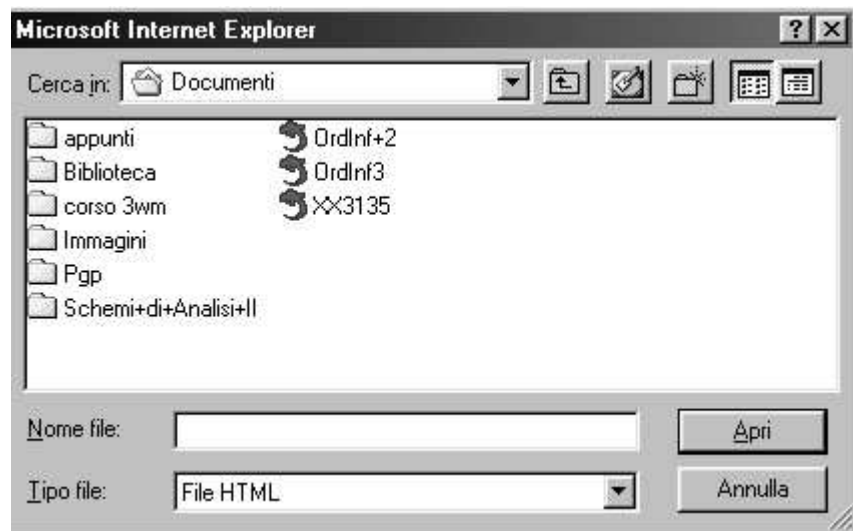 Microsoft Internet Explorer
Cerca in: Documenti
appunti
Biblioteca
corso 3wm
Immagini
Pgp
Schemi+di+Analisi+II
OrdInf+2
OrdInf3
XX3135
Nome file:
Apri
Tipo file: File HTML
Annulla